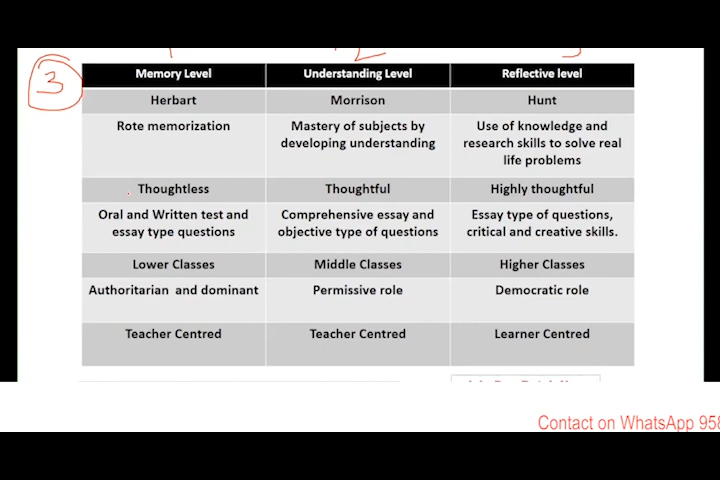 1 2 3
3
Memory Level Understanding Level Reflective level
Herbart Morrison Hunt
Rote memorization Mastery of subjects by Use of knowledge and
developing understanding research skills to solve real
life problems
Thoughtless Thoughtful Highly thoughtful
Oral and Written test and Comprehensive essay and Essay type of questions,
essay type questions objective type of questions critical and creative skills.
Lower Classes Middle Classes Higher Classes
Authoritarian and dominant Permissive role Democratic role
Teacher Centred Teacher Centred Learner Centred
Contact on WhatsApp 958